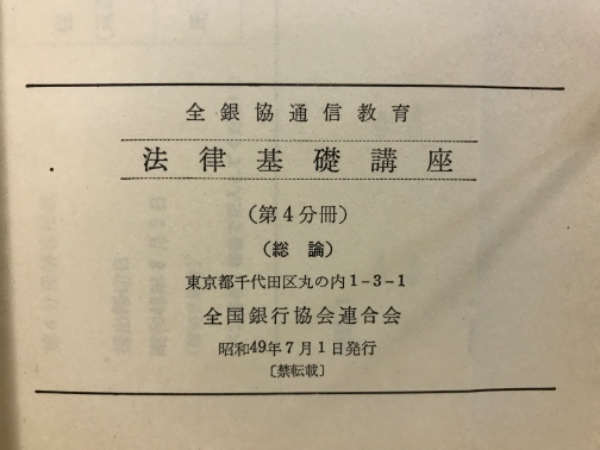 全銀協通信教育
法律基礎講座
(第4分冊)
(総論)
東京都千代田区丸の内1-3-1
全国銀行協会連合会
昭和49年7月1日発行
〔禁転載〕